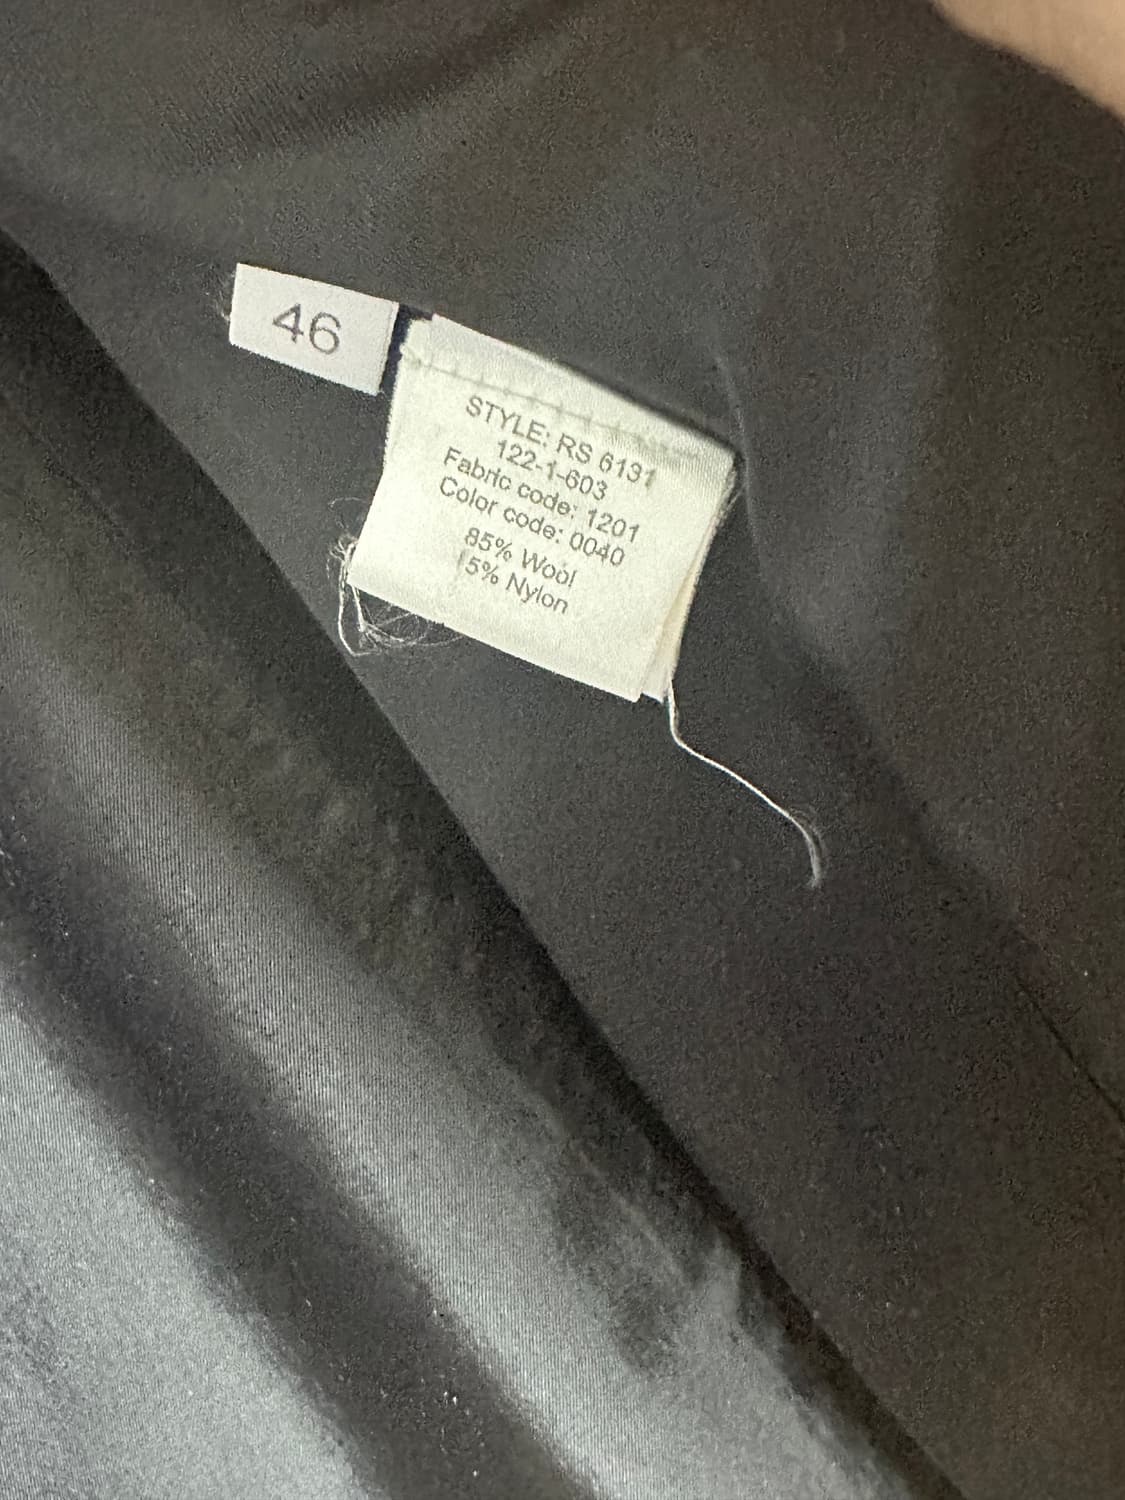 46
STYLE: RS 6131
122-1-603
Fabric code: 1201
Color code: 0040
85% Wool
15% Nylon